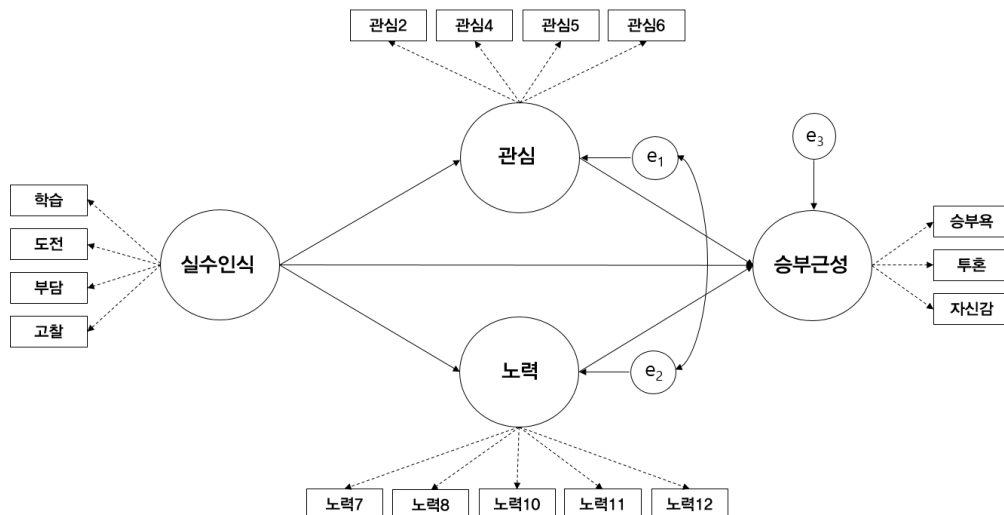 관심2 관심4 관심5 관심6
관심
e1
e3
학습
도전
부담
고찰
실수인식
승부근성
승부욕
투혼
자신감
노력
e2
노력7 노력8 노력10 노력11 노력12